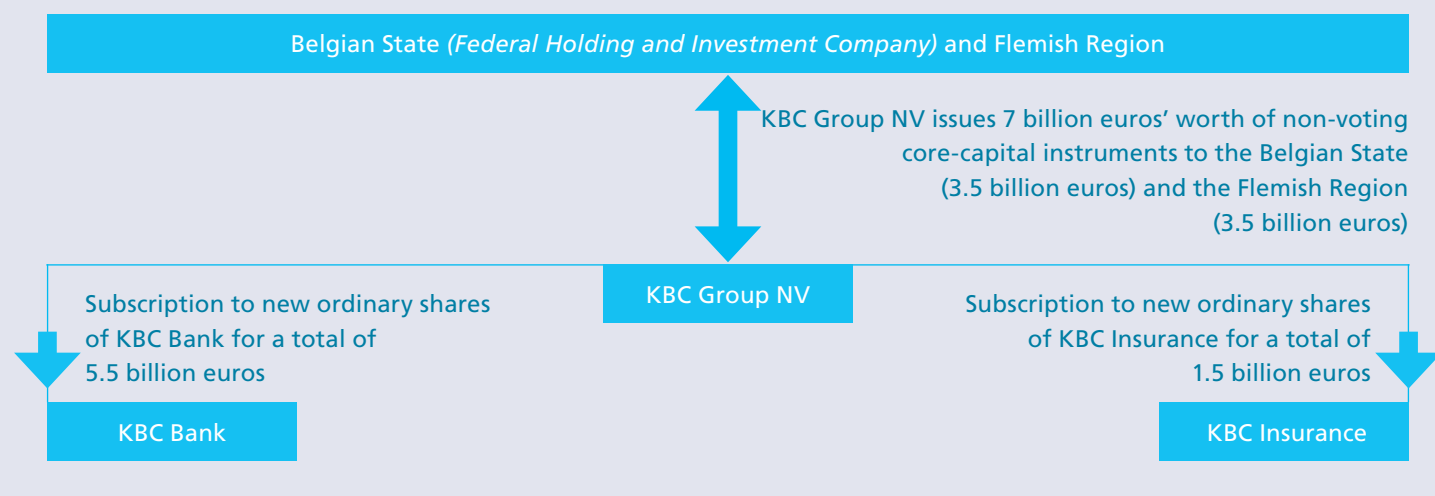 Belgian State (Federal Holding and Investment Company) and Flemish Region
KBC Group NV issues 7 billion euros’ worth of non-voting
core-capital instruments to the Belgian State
(3.5 billion euros) and the Flemish Region
(3.5 billion euros)
KBC Group NV
Subscription to new ordinary shares
of KBC Bank for a total of
5.5 billion euros
Subscription to new ordinary shares
of KBC Insurance for a total of
1.5 billion euros
KBC Bank
KBC Insurance